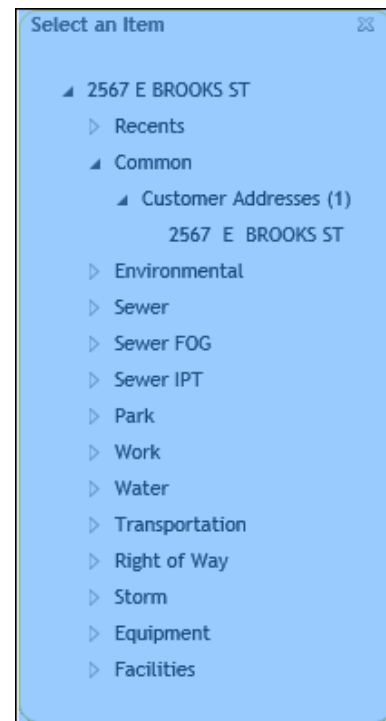 Select an Item
2567 E BROOKS ST
Recents
Common
Customer Addresses (1)
2567 E BROOKS ST
Environmental
Sewer
Sewer FOG
Sewer IPT
Park
Work
Water
Transportation
Right of Way
Storm
Equipment
Facilities